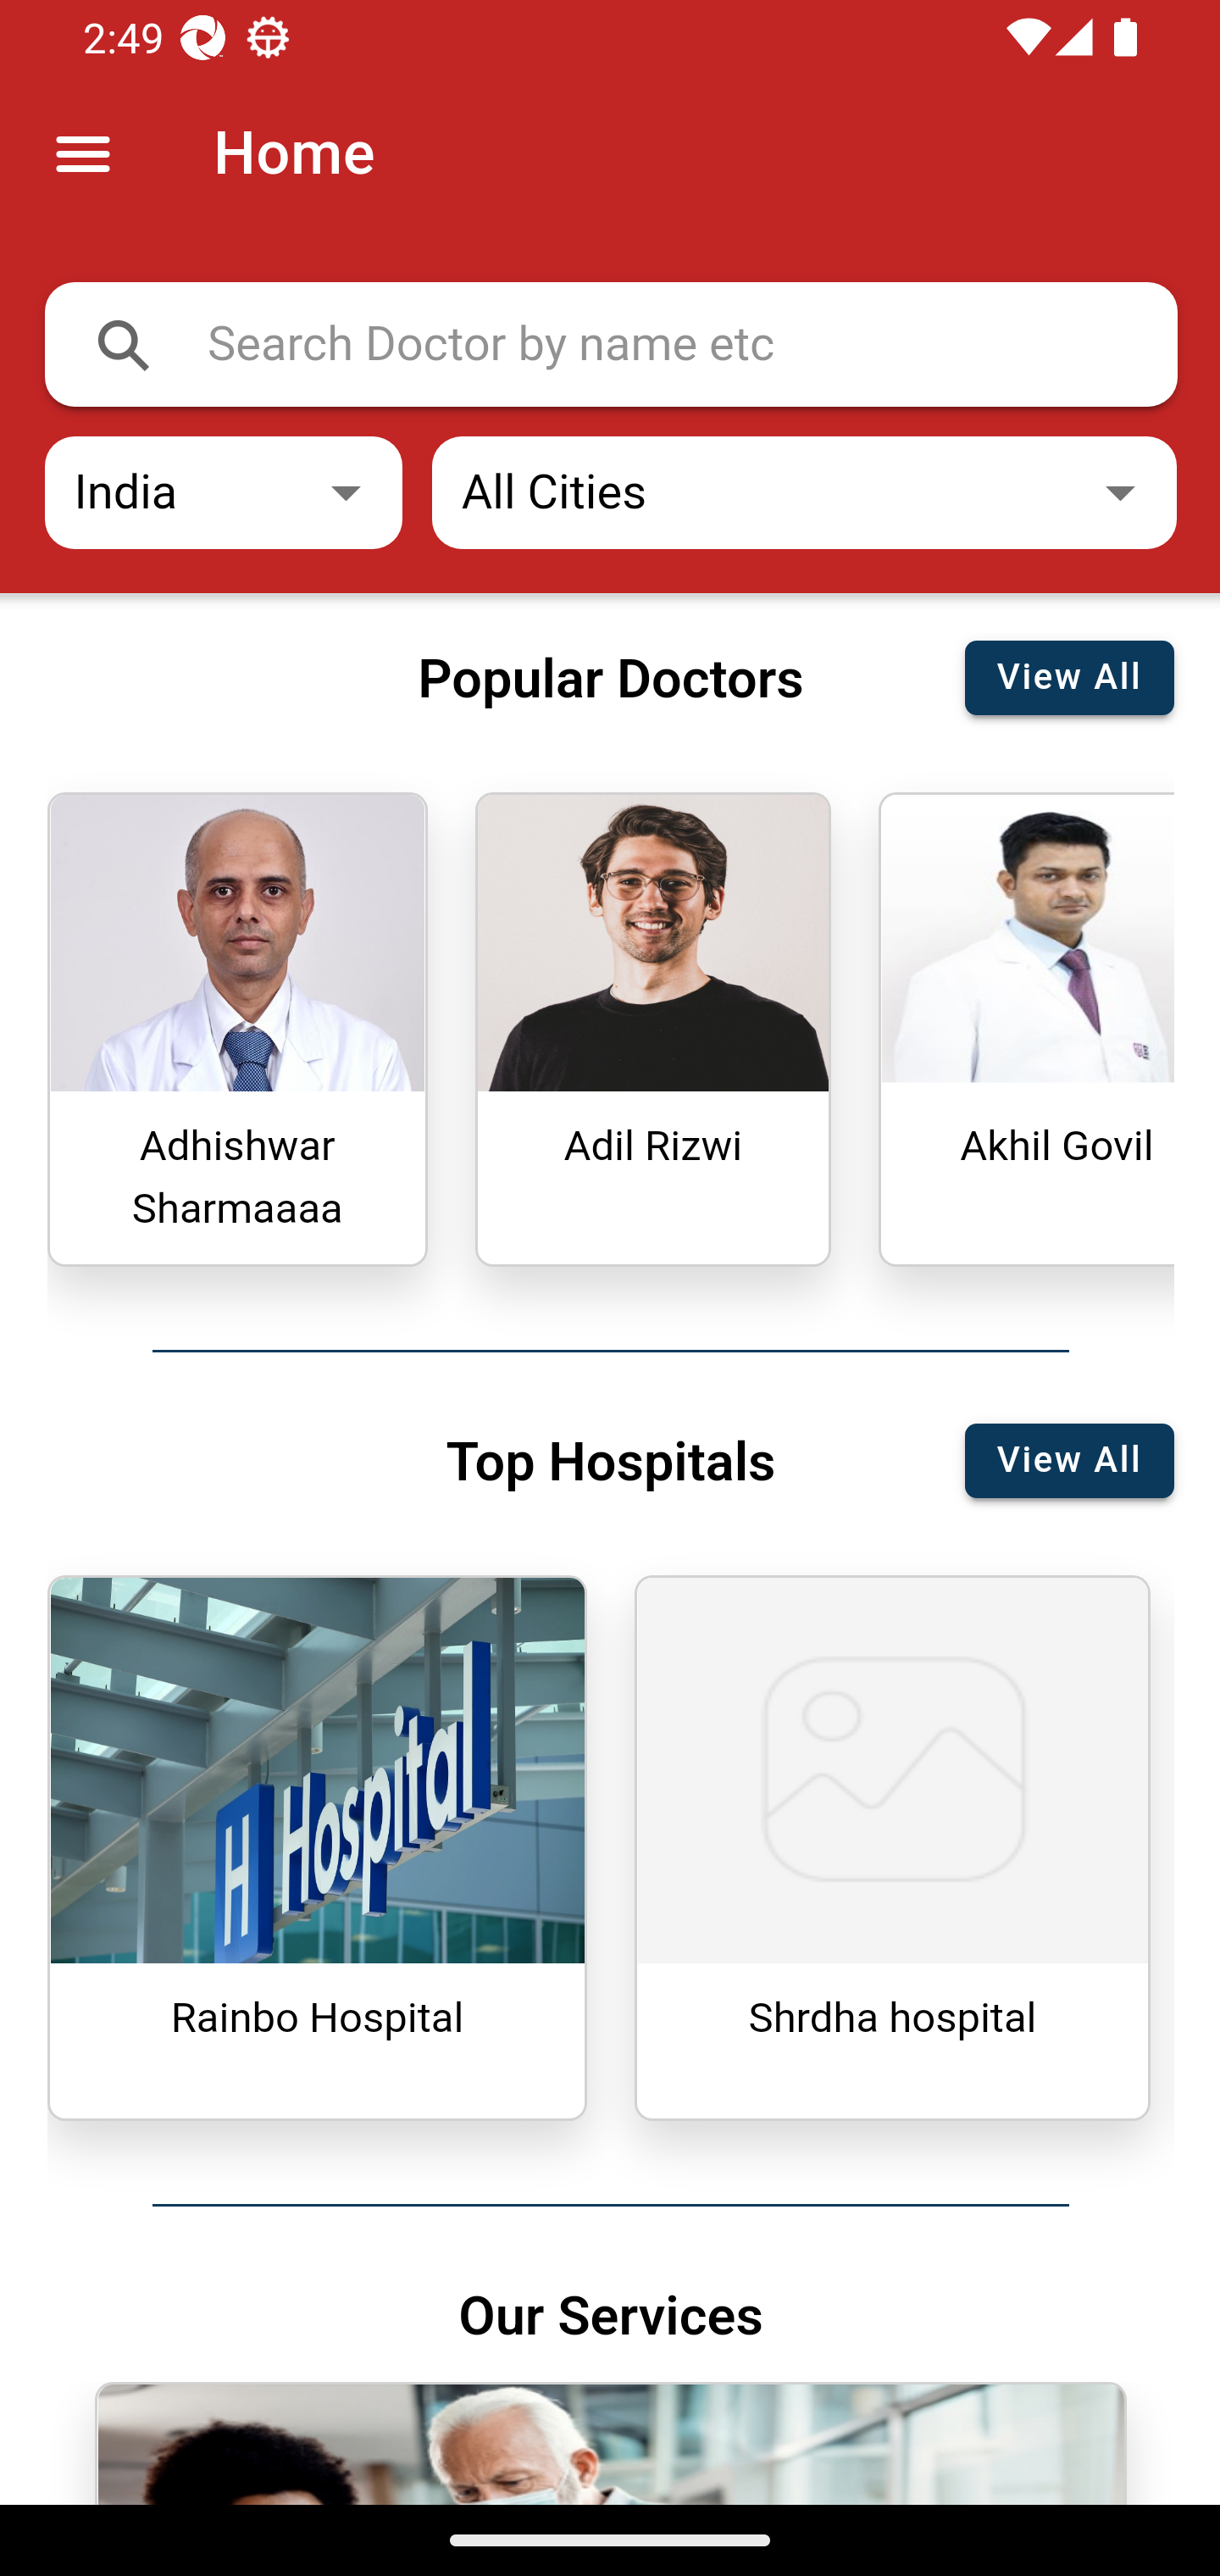 2:49
Home
Search Doctor by name etc
India
All Cities
Popular Doctors
View All
Adhishwar
Sharmaaaa
Adil Rizwi
Akhil Govil
Top Hospitals
View All
H Hospital
Rainbo Hospital
Shrdha hospital
Our Services